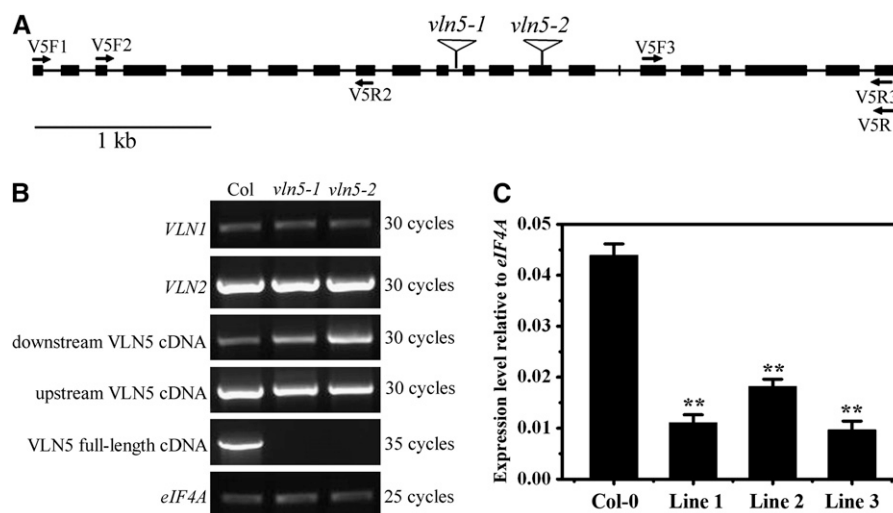 A
vln5-1
vln5-2
V5F1
V5F2
V5F3
V5R2
V5R3
V5R
1 kb
B
Col
vln5-1
vln5-2
VLN1
30 cycles
VLN2
30 cycles
downstream VLN5 cDNA
30 cycles
upstream VLN5 cDNA
30 cycles
VLN5 full-length cDNA
35 cycles
eIF4A
25 cycles
C
Expression level relative to eIF4A
0.05
0.04
0.03
0.02
0.01
0.00
**
**
**
Col-0
Line 1
Line 2
Line 3